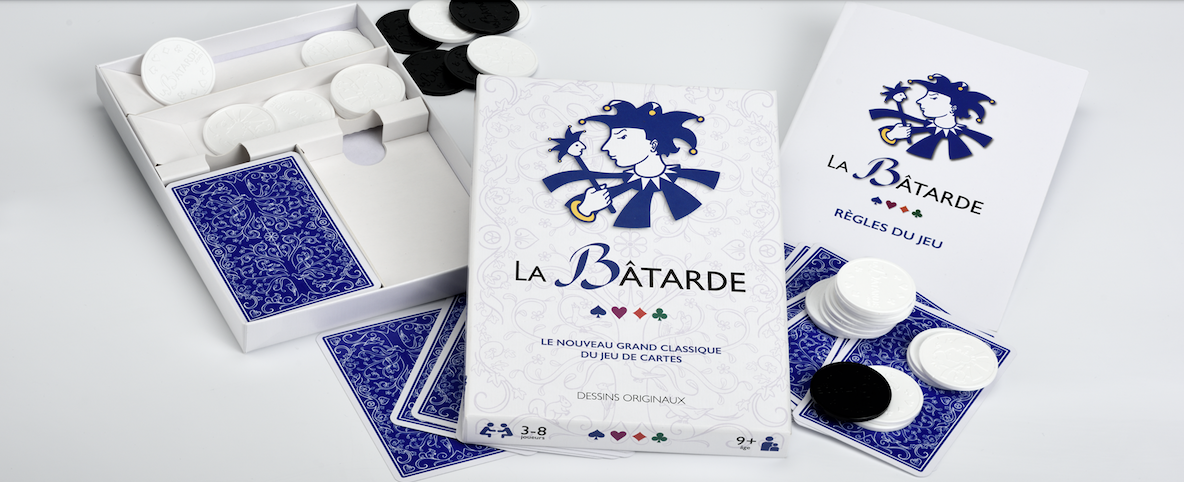 LA BÂTARDE
LE NOUVEAU GRAND CLASSIQUE
DU JEU DE CARTES
DESSINS ORIGINAUX
3-8
joueurs
9+
âge
LA BÂTARDE
RÈGLES DU JEU